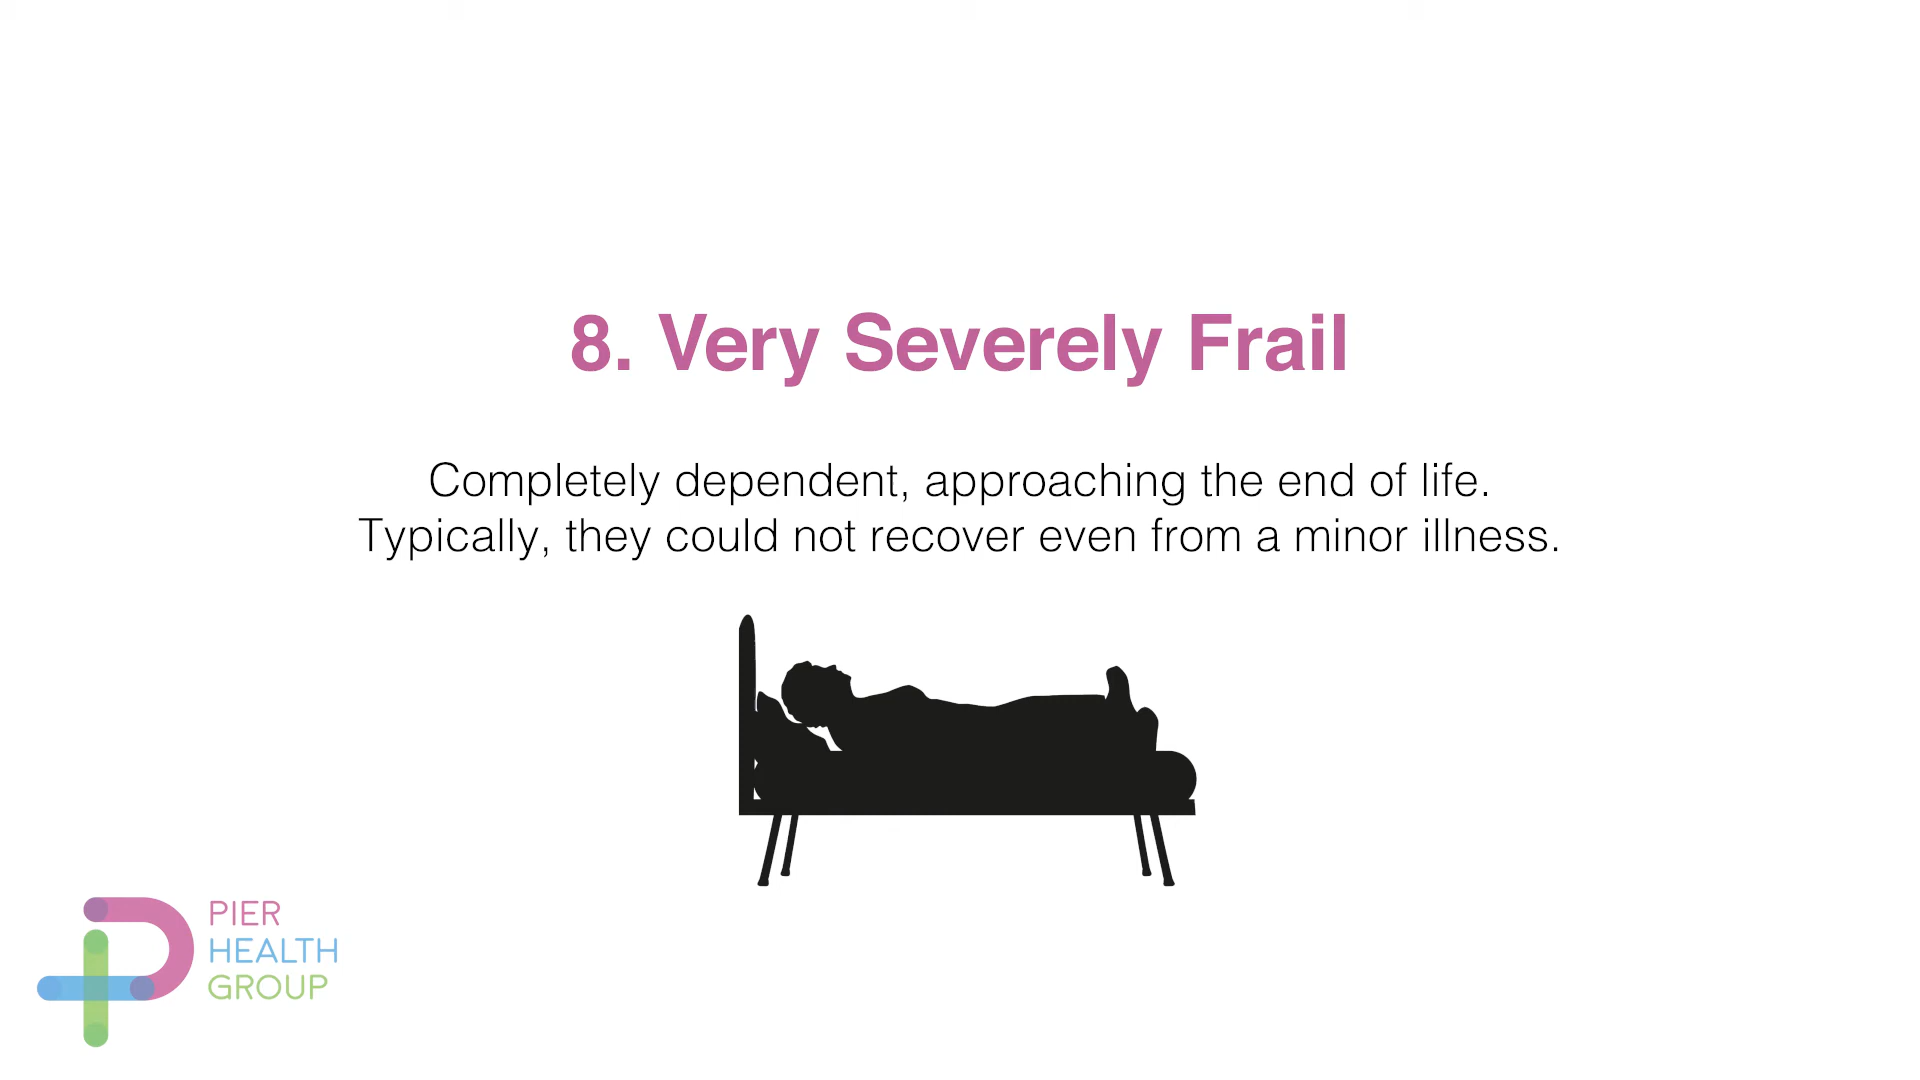 8. Very Severely Frail
Completely dependent, approaching the end of life.
Typically, they could not recover even from a minor illness.
PIER
HEALTH
GROUP